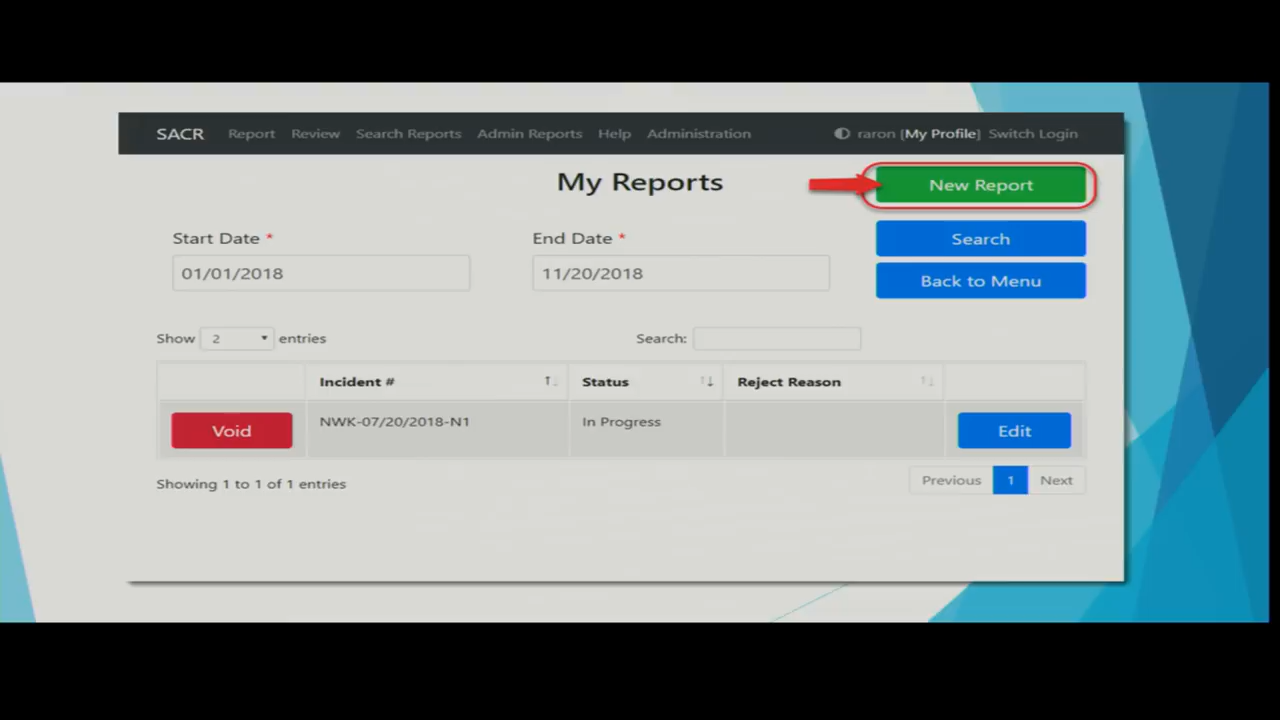 SACR Report Review Search Reports Admin Reports Help Administration raron [My Profile] Switch Login
My Reports
New Report
Start Date *
End Date *
Search
01/01/2018
11/20/2018
Back to Menu
Show 2 entries
Search:
Incident # Status Reject Reason
Void NWK-07/20/2018-N1 In Progress Edit
Showing 1 to 1 of 1 entries
Previous 1 Next